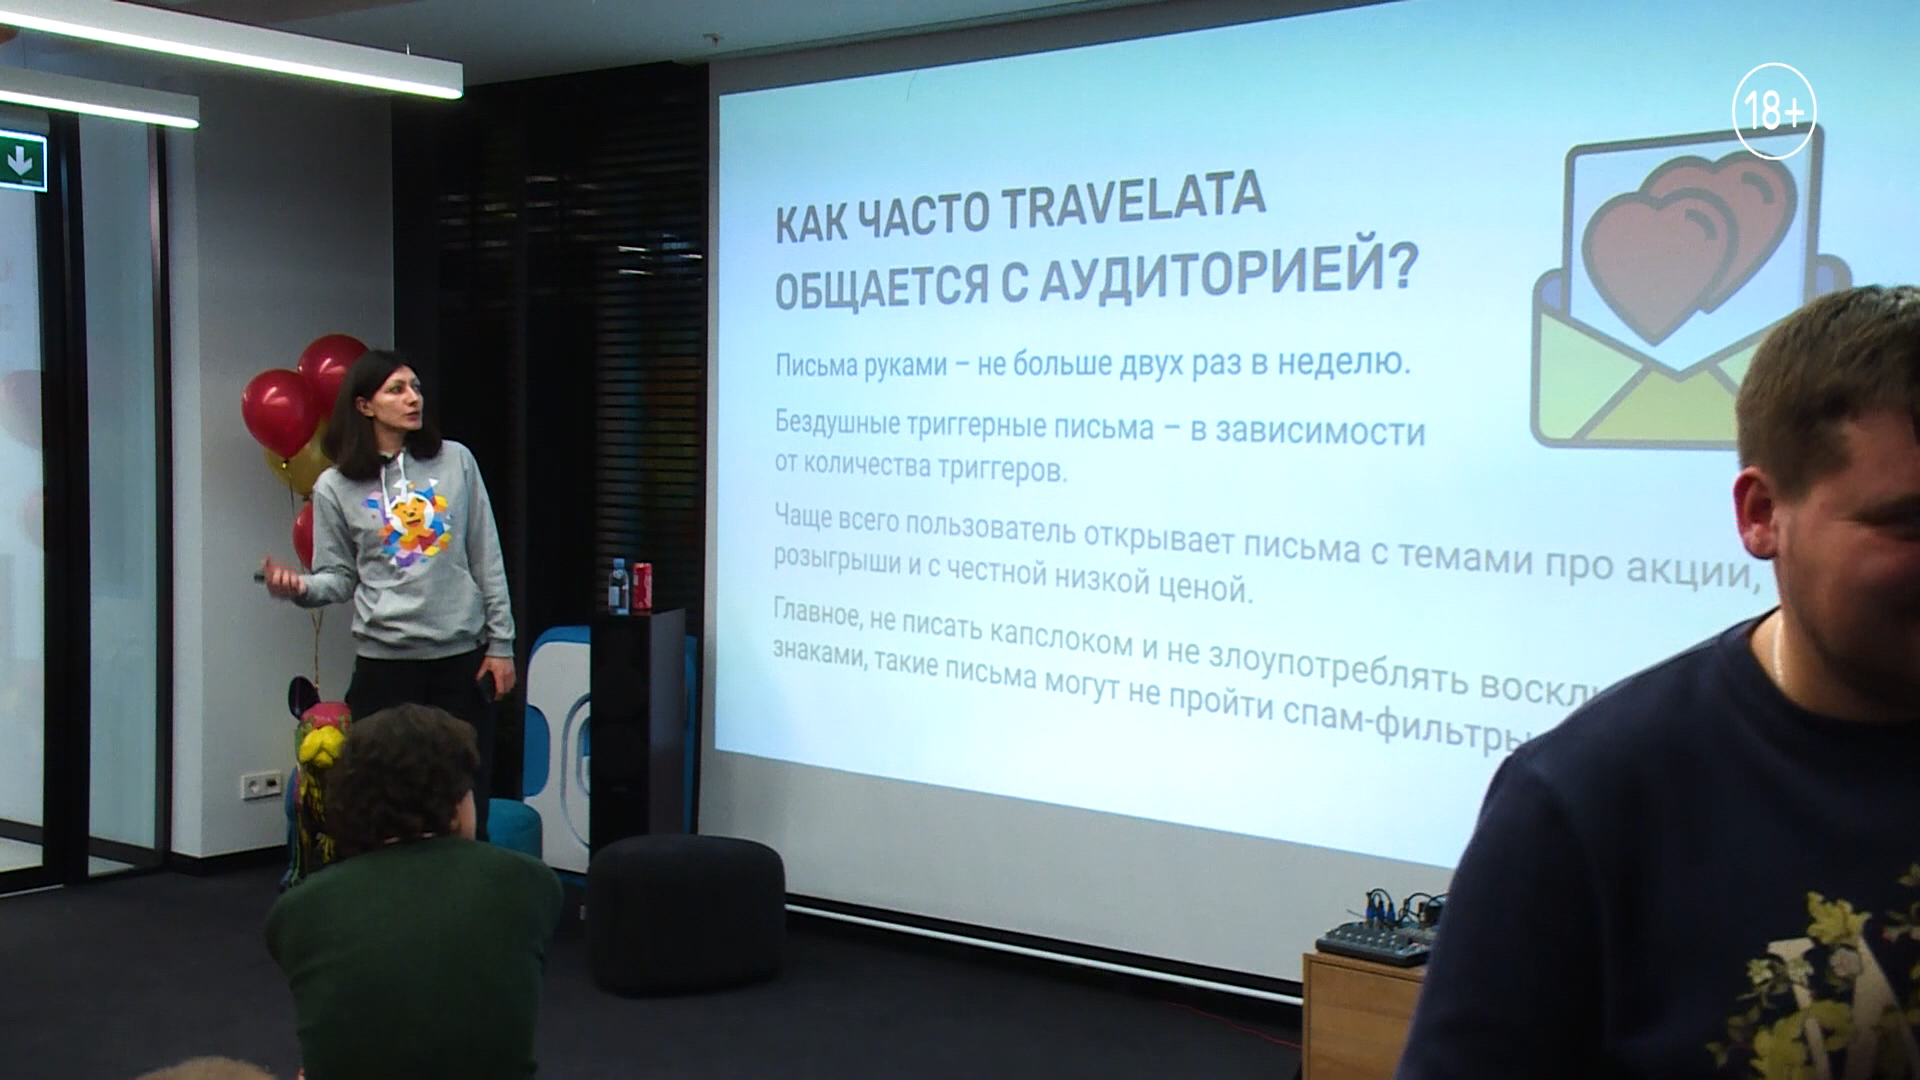 18+
КАК ЧАСТО TRAVELATA
ОБЩАЕТСЯ С АУДИТОРИЕЙ?
Письма руками – не больше двух раз в неделю.
Бездушные триггерные письма – в зависимости
от количества триггеров.
Чаще всего пользователь открывает письма с темами про акции,
розыгрыши и с честной низкой ценой.
Главное, не писать капслоком и не злоупотреблять
знаками, такие письма могут не пройти спам-фильтры